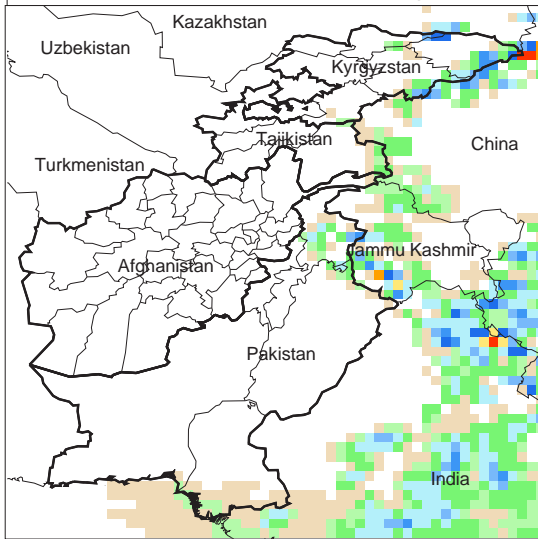 Kazakhstan
Uzbekistan
Kyrgyzstan
Tajikistan
China
Turkmenistan
Jammu Kashmir
Afghanistan
Pakistan
India